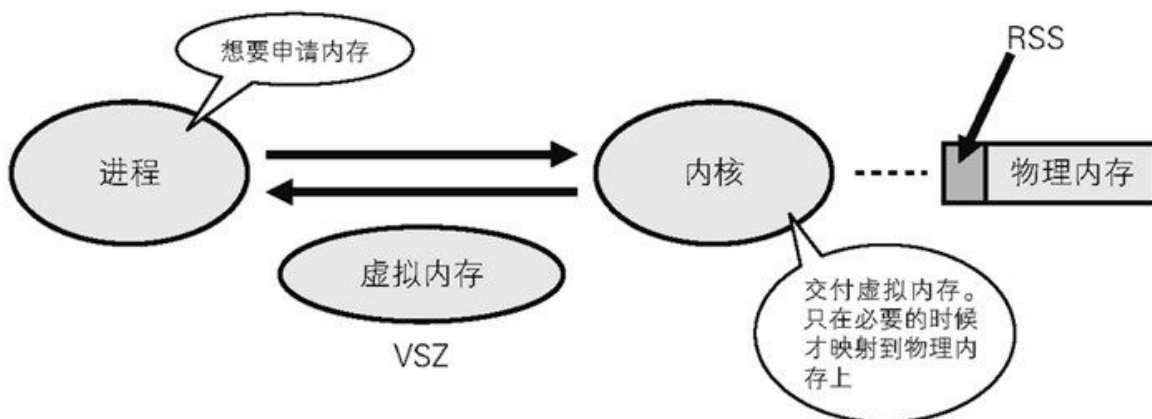 想要申请内存
RSS
进程
内核
物理内存
虚拟内存
VSZ
交付虚拟内存。
只在必要的时候
才映射到物理内
存上